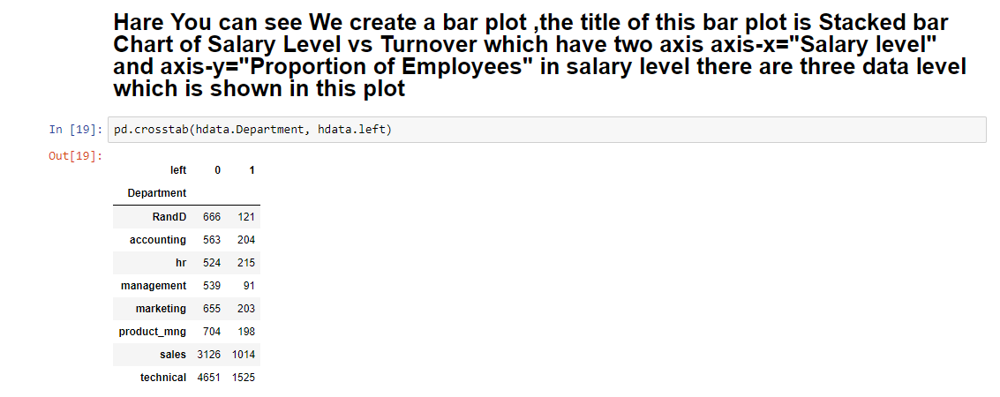 Hare You can see We create a bar plot ,the title of this bar plot is Stacked bar
Chart of Salary Level vs Turnover which have two axis axis-x="Salary level"
and axis-y="Proportion of Employees" in salary level there are three data level
which is shown in this plot
In [19]: pd.crosstab(hdata.Department, hdata.left)
Out[19]:
left 0 1
Department
RandD 666 121
accounting 563 204
hr 524 215
management 539 91
marketing 655 203
product_mng 704 198
sales 3126 1014
technical 4651 1525